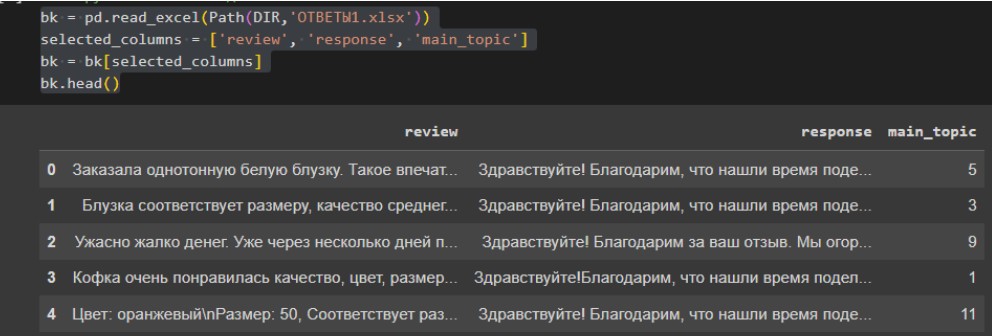 bk = pd.read_excel(Path(DIR,'ОТВЕТЫ1.xlsx'))
selected_columns = ['review', 'response', 'main_topic']
bk = bk[selected_columns]
bk.head()
review response main_topic
0 Заказала однотонную белую блузку. Такое впечат... Здравствуйте! Благодарим, что нашли время поде... 5
1 Блузка соответствует размеру, качество среднег... Здравствуйте! Благодарим, что нашли время поде... 3
2 Ужасно жалко денег. Уже через несколько дней п... Здравствуйте! Благодарим за ваш отзыв. Мы огор... 9
3 Кофка очень понравилась качество, цвет, размер... Здравствуйте!Благодарим, что нашли время подел... 1
4 Цвет: оранжевый\nРазмер: 50, Соответствует раз... Здравствуйте! Благодарим, что нашли время поде... 11